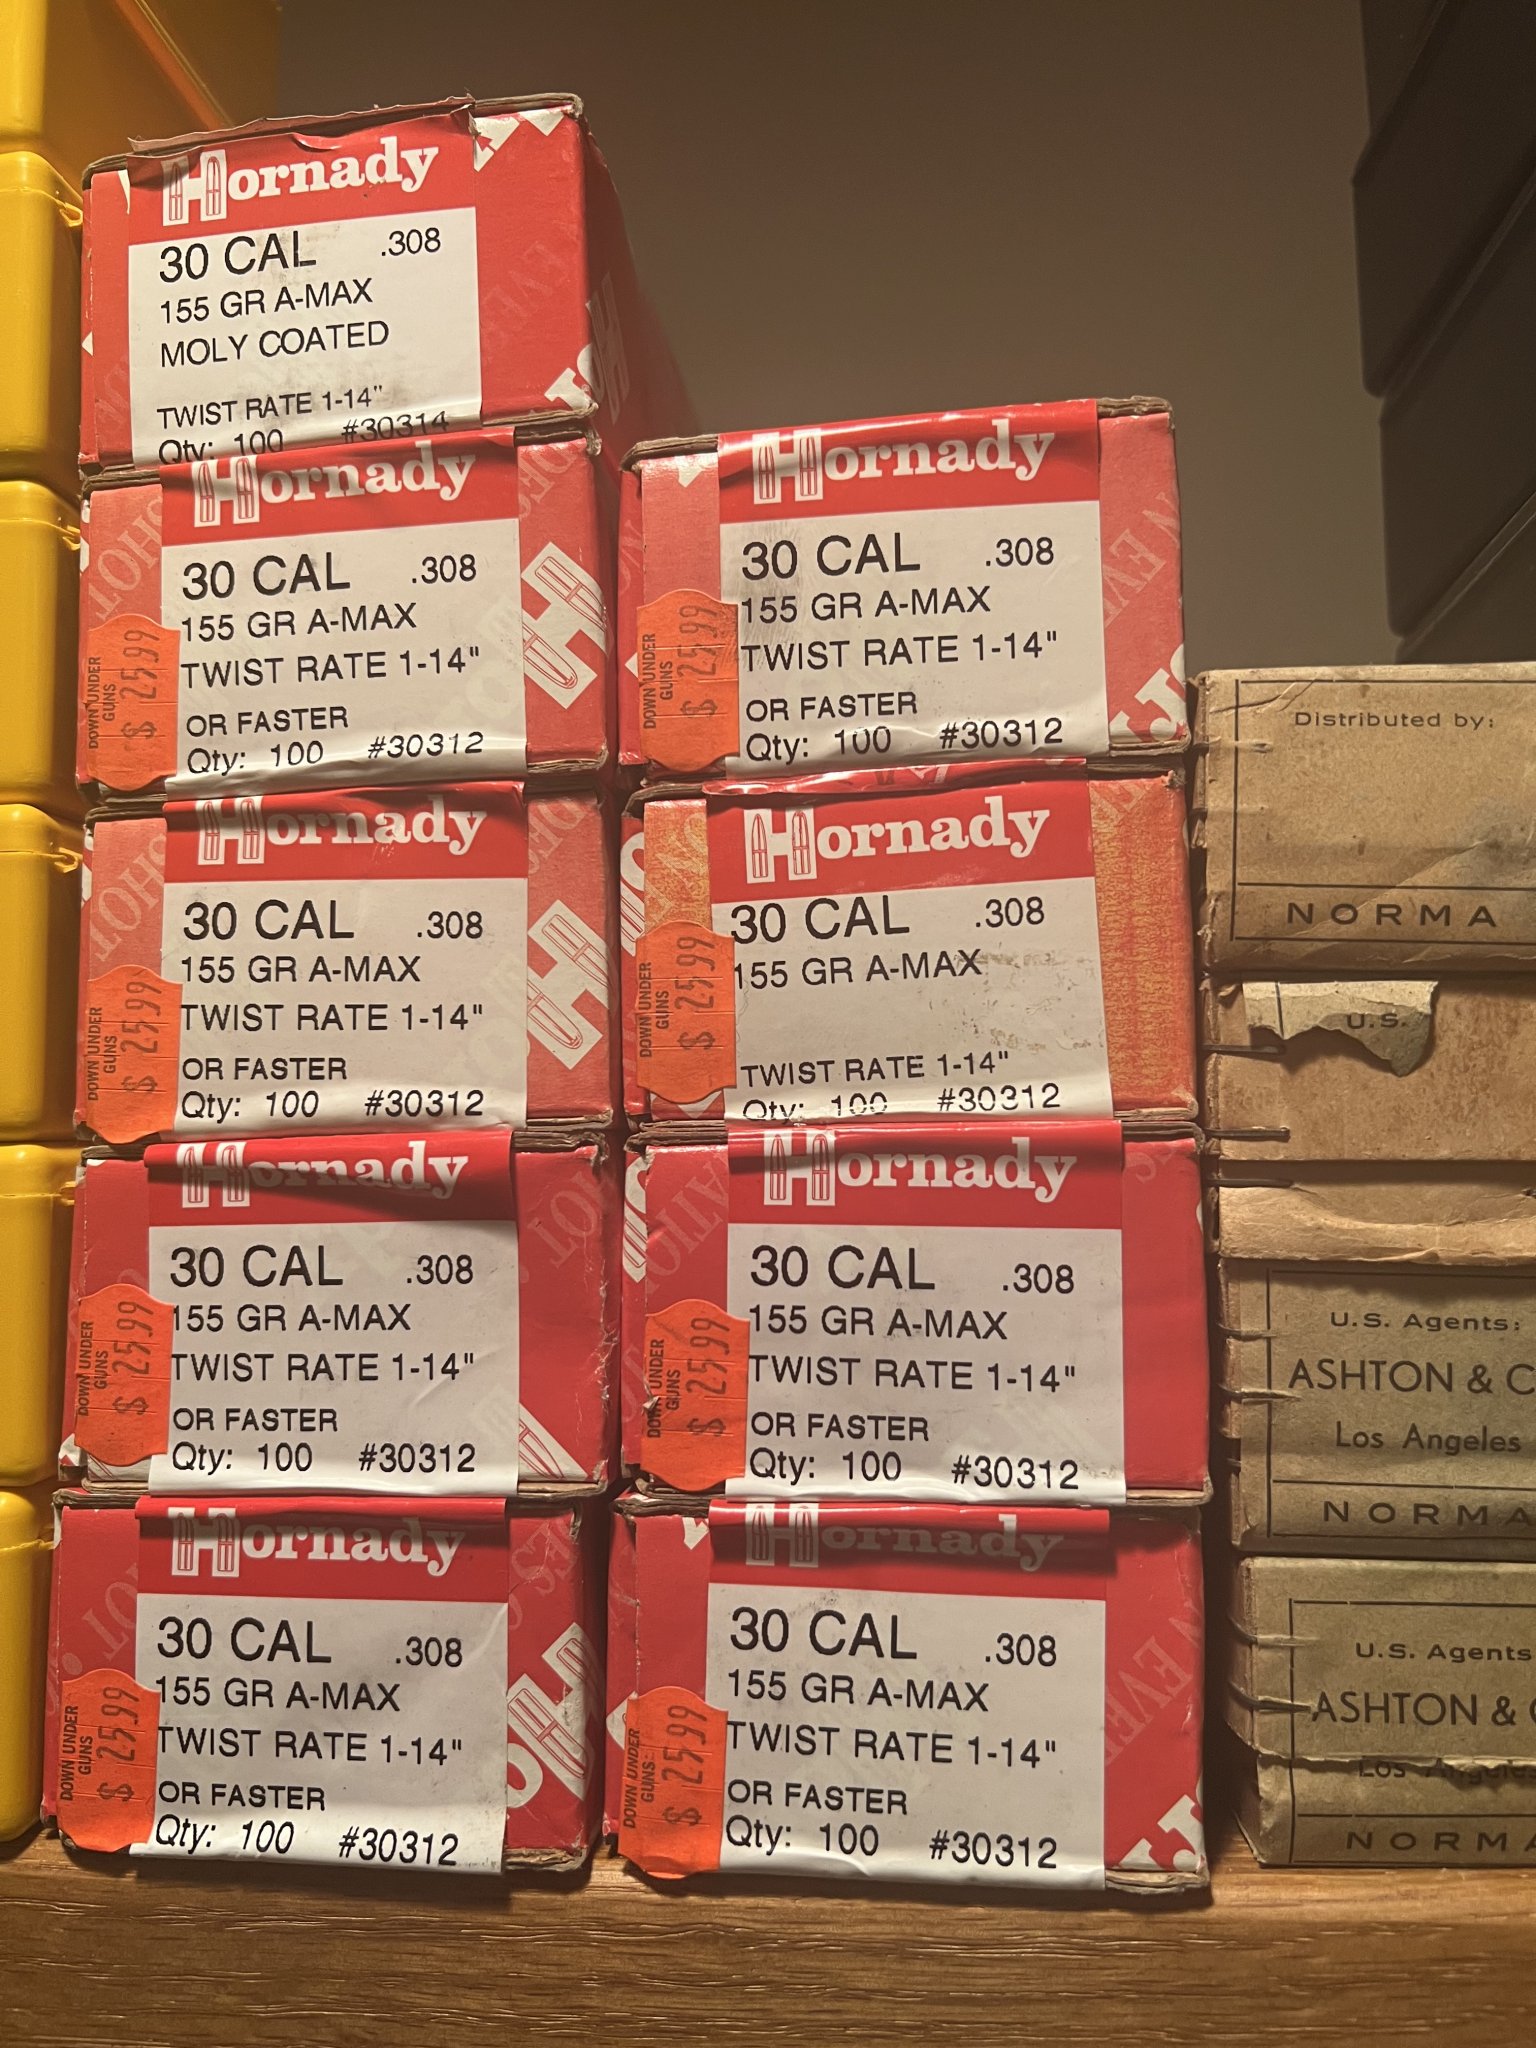 Hornady
30 CAL .308
155 GR A-MAX
MOLY COATED
TWIST RATE 1-14"
Qty: 100 #30314
Hornady
30 CAL .308
155 GR A-MAX
TWIST RATE 1-14"
OR FASTER
Qty: 100 #30312
DOWN UNDER
GUNS
$ 25.99
Hornady
30 CAL .308
155 GR A-MAX
TWIST RATE 1-14"
OR FASTER
Qty: 100 #30312
DOWN UNDER
GUNS
$ 25.99
Hornady
30 CAL .308
155 GR A-MAX
TWIST RATE 1-14"
OR FASTER
Qty: 100 #30312
DOWN UNDER
GUNS
$ 25.99
Hornady
30 CAL .308
155 GR A-MAX
TWIST RATE 1-14"
OR FASTER
Qty: 100 #30312
DOWN UNDER
GUNS
$ 25.99
Hornady
30 CAL .308
155 GR A-MAX
TWIST RATE 1-14"
OR FASTER
Qty: 100 #30312
DOWN UNDER
GUNS
$ 25.99
Hornady
30 CAL .308
155 GR A-MAX
TWIST RATE 1-14"
Qty: 100 #30312
DOWN UNDER
GUNS
$ 25.99
Hornady
30 CAL .308
155 GR A-MAX
TWIST RATE 1-14"
OR FASTER
Qty: 100 #30312
DOWN UNDER
GUNS
$ 25.99
Hornady
30 CAL .308
155 GR A-MAX
TWIST RATE 1-14"
OR FASTER
Qty: 100 #30312
DOWN UNDER
GUNS
$ 25.99
Distributed by:
NORMA
U.S.
U.S. Agents:
ASHTON & C
Los Angeles
NORMA
U.S. Agents
ASHTON &
Los Angeles
NORMA